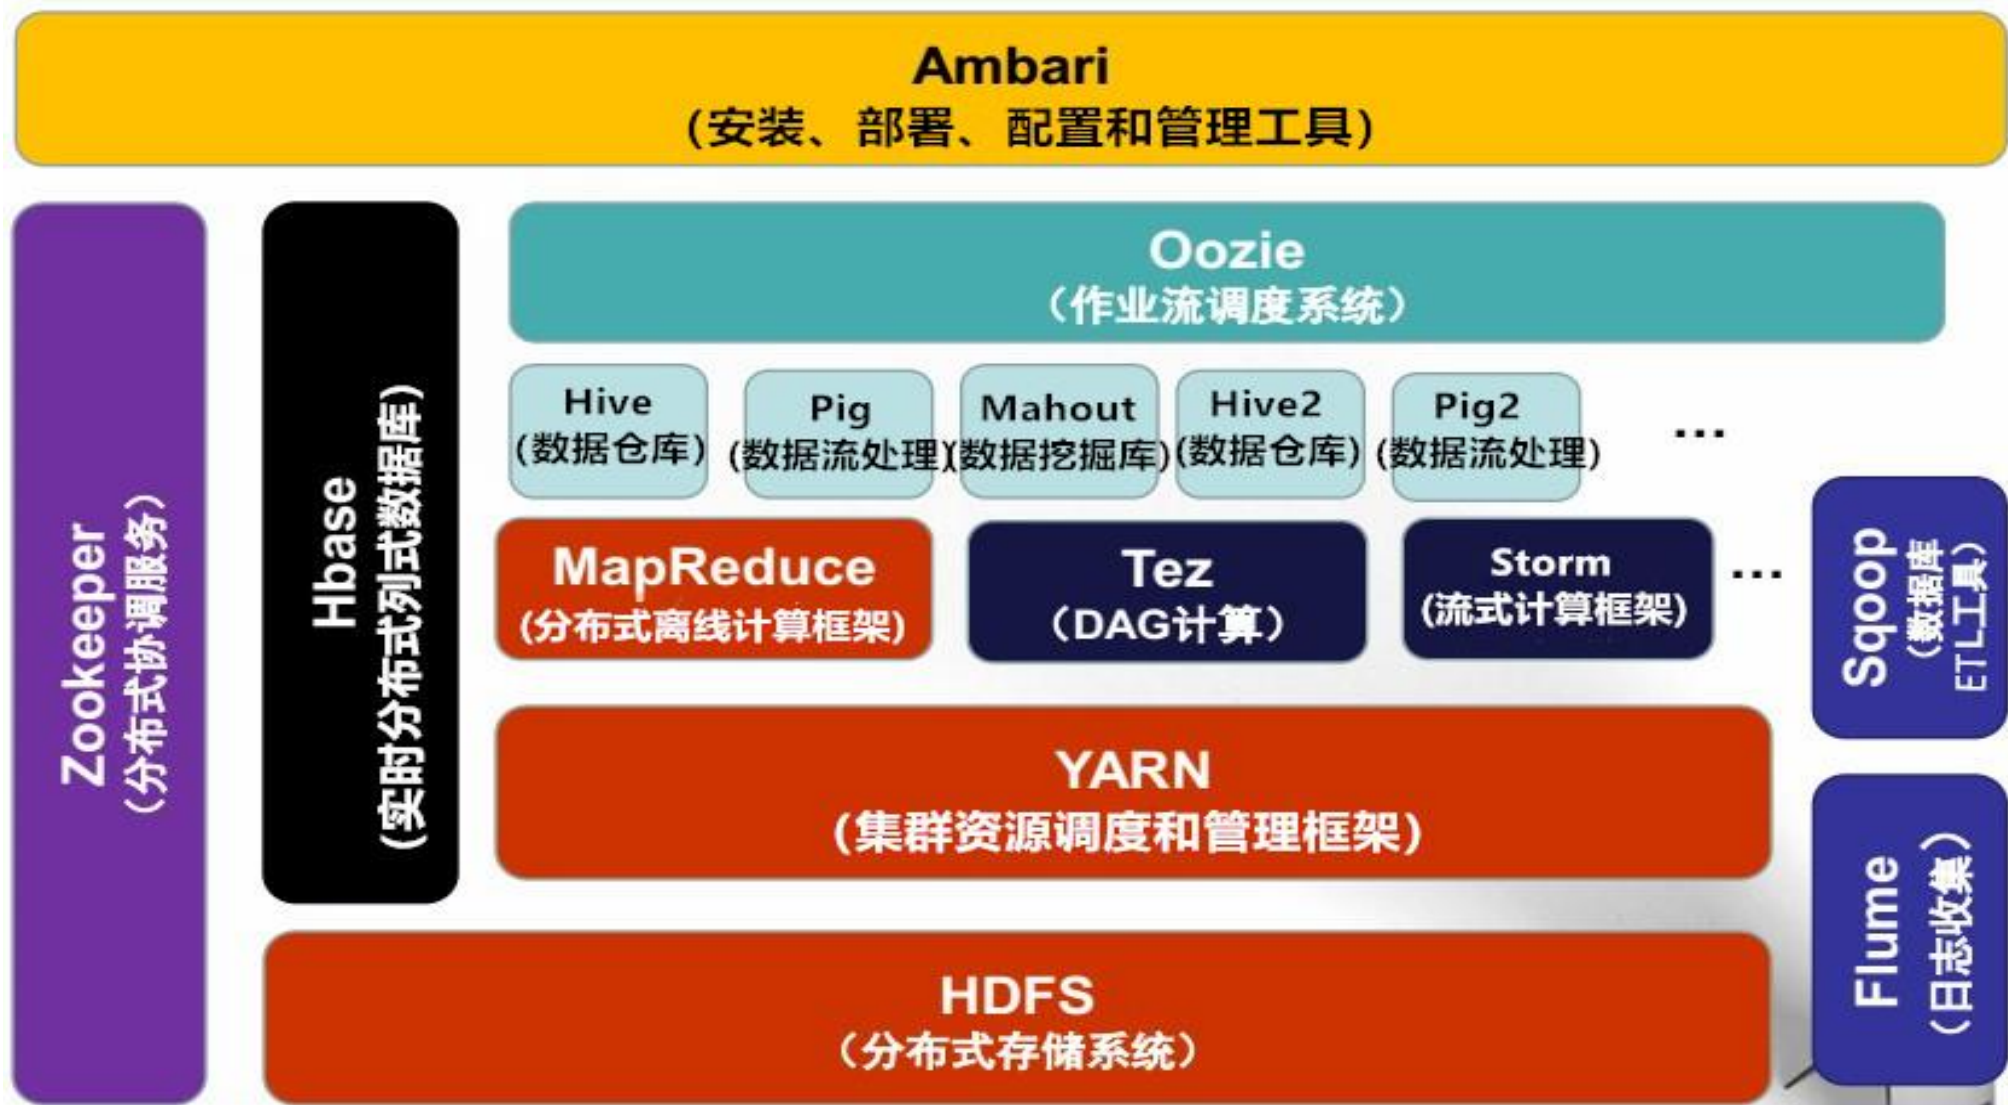 Ambari
(安装、部署、配置和管理工具)
Zookeeper
(分布式协调服务)
Hbase
(实时分布式列式数据库)
Oozie
（作业流调度系统）
Hive
(数据仓库)
Pig
(数据流处理)
Mahout
(数据挖掘库)
Hive2
(数据仓库)
Pig2
(数据流处理)
...
MapReduce
(分布式离线计算框架)
Tez
（DAG计算）
Storm
(流式计算框架)
...
YARN
(集群资源调度和管理框架)
HDFS
（分布式存储系统）
Sqoop
（数据库
ETL工具）
Flume
（日志收集）